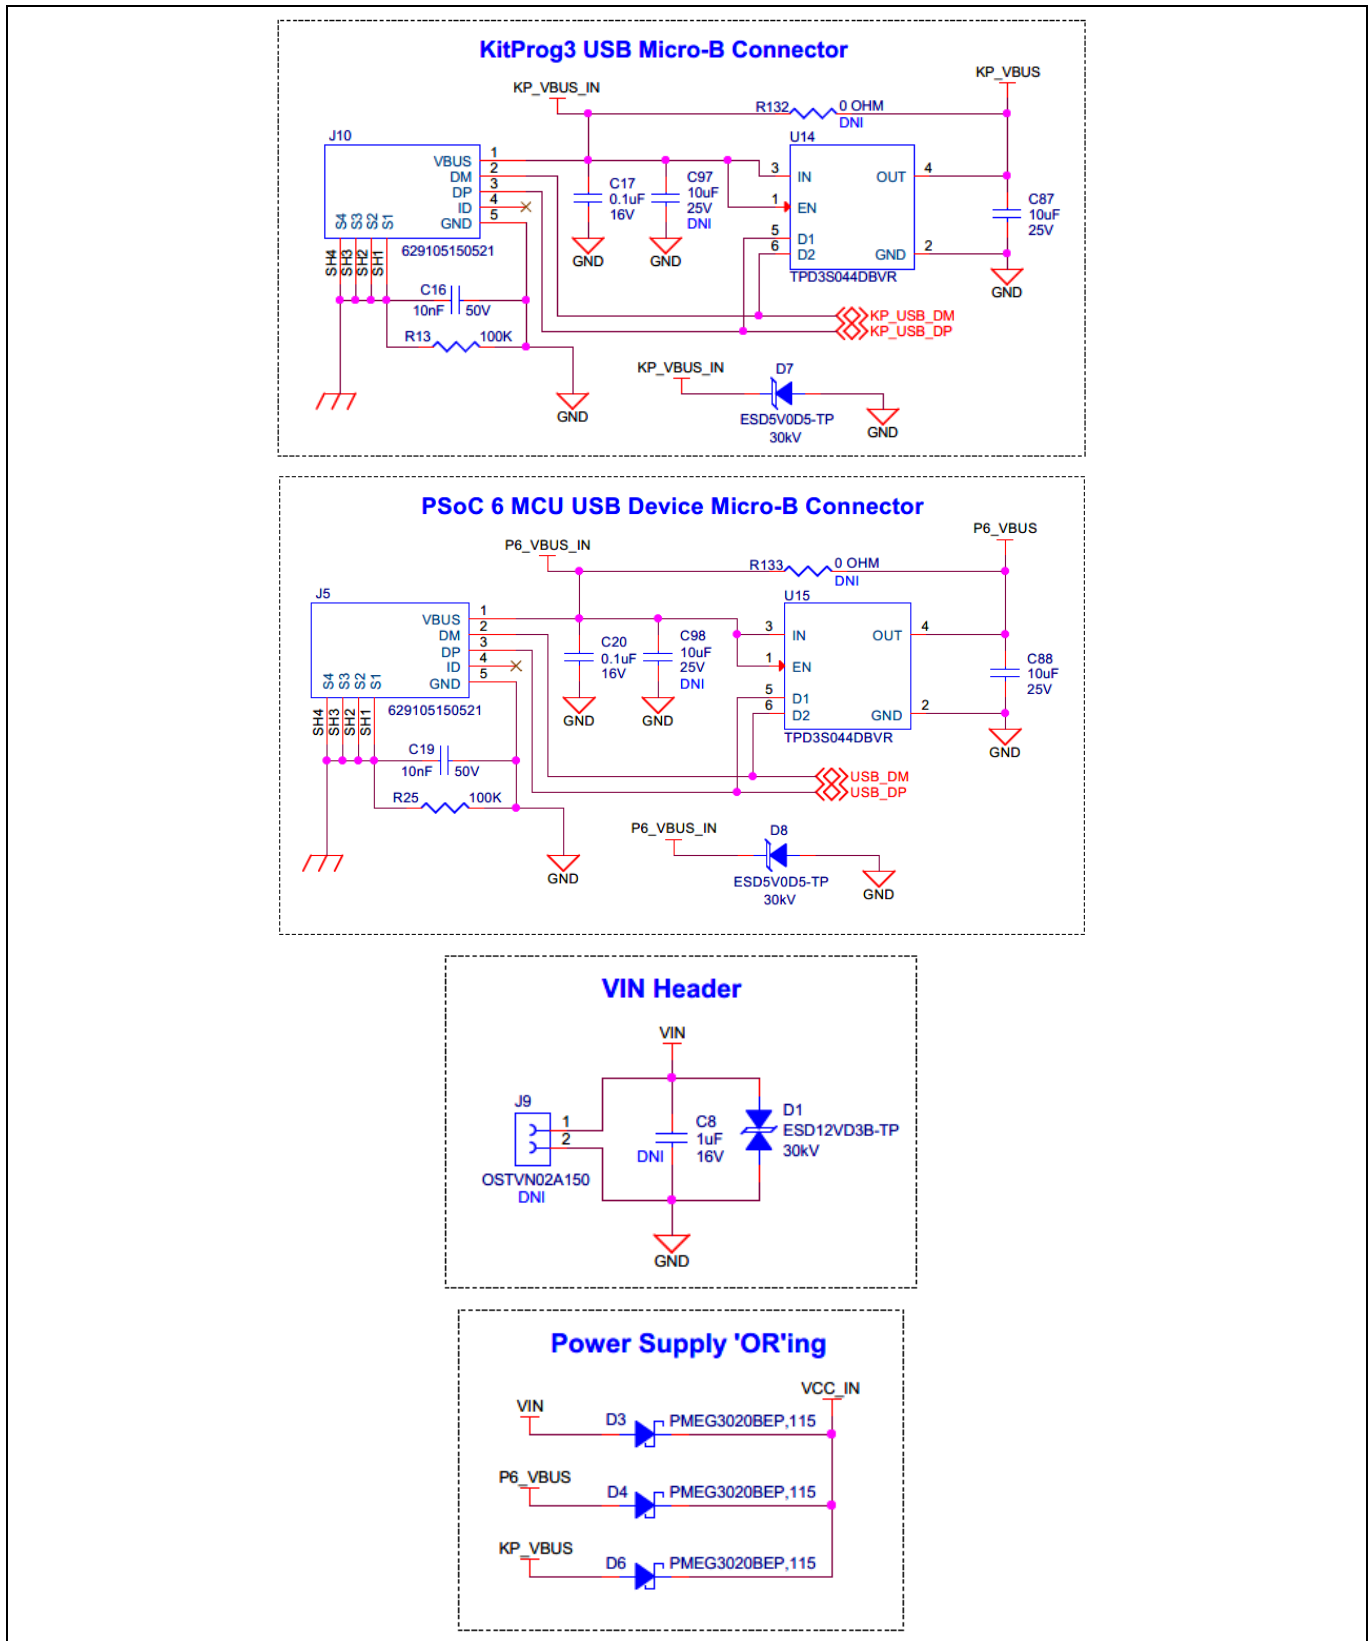 KitProg3 USB Micro-B Connector
KP_VBUS
KP_VBUS_IN
R132 0 OHM
DNI
J10
U14
VBUS 1
DM 2
DP 3
ID 4
GND 5
S4 S3 S2 S1
SH4 SH3 SH2 SH1
629105150521
C17
0.1uF
16V
C97
10uF
25V
DNI
GND
GND
3 IN
1 EN
5 D1
6 D2
OUT 4
GND 2
TPD3S044DBVR
C87
10uF
25V
GND
C16
10nF 50V
R13 100K
GND
KP_USB_DM
KP_USB_DP
KP_VBUS_IN
D7
ESD5V0D5-TP
30kV
GND
PSoC 6 MCU USB Device Micro-B Connector
P6_VBUS
P6_VBUS_IN
R133 0 OHM
DNI
J5
U15
VBUS 1
DM 2
DP 3
ID 4
GND 5
S4 S3 S2 S1
SH4 SH3 SH2 SH1
629105150521
C20
0.1uF
16V
C98
10uF
25V
DNI
GND
GND
3 IN
1 EN
5 D1
6 D2
OUT 4
GND 2
TPD3S044DBVR
C88
10uF
25V
GND
C19
10nF 50V
R25 100K
GND
USB_DM
USB_DP
P6_VBUS_IN
D8
ESD5V0D5-TP
30kV
GND
VIN Header
VIN
J9
1
2
OSTVN02A150
DNI
C8
1uF
16V
DNI
D1
ESD12VD3B-TP
30kV
GND
Power Supply 'OR'ing
VCC_IN
VIN
D3 PMEG3020BEP,115
P6_VBUS
D4 PMEG3020BEP,115
KP_VBUS
D6 PMEG3020BEP,115